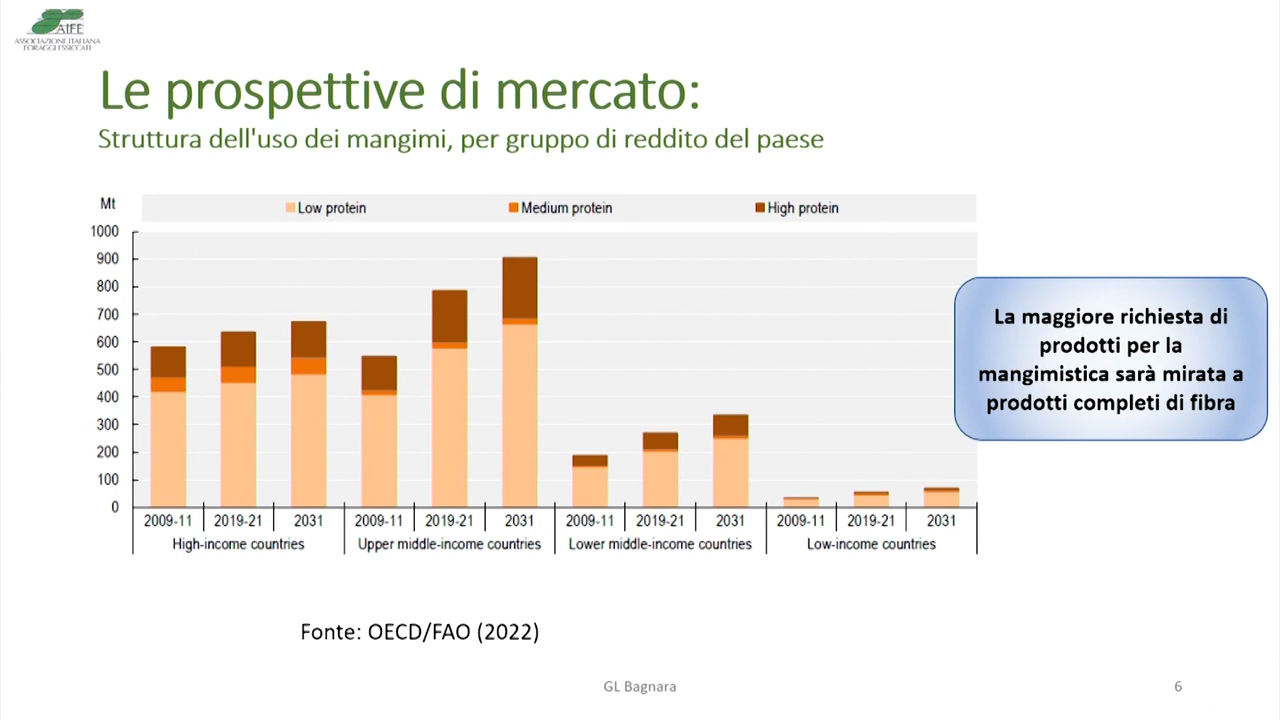 AIFE
ASSOCIAZIONE ITALIANA
FORAGGI ESSICCATI
Le prospettive di mercato:
Struttura dell'uso dei mangimi, per gruppo di reddito del paese
Mt
Low protein Medium protein High protein
1000
900
800
700
600
500
400
300
200
100
0
2009-11 2019-21 2031 2009-11 2019-21 2031 2009-11 2019-21 2031 2009-11 2019-21 2031
High-income countries Upper middle-income countries Lower middle-income countries Low-income countries
La maggiore richiesta di
prodotti per la
mangimistica sarà mirata a
prodotti completi di fibra
Fonte: OECD/FAO (2022)
GL Bagnara
6